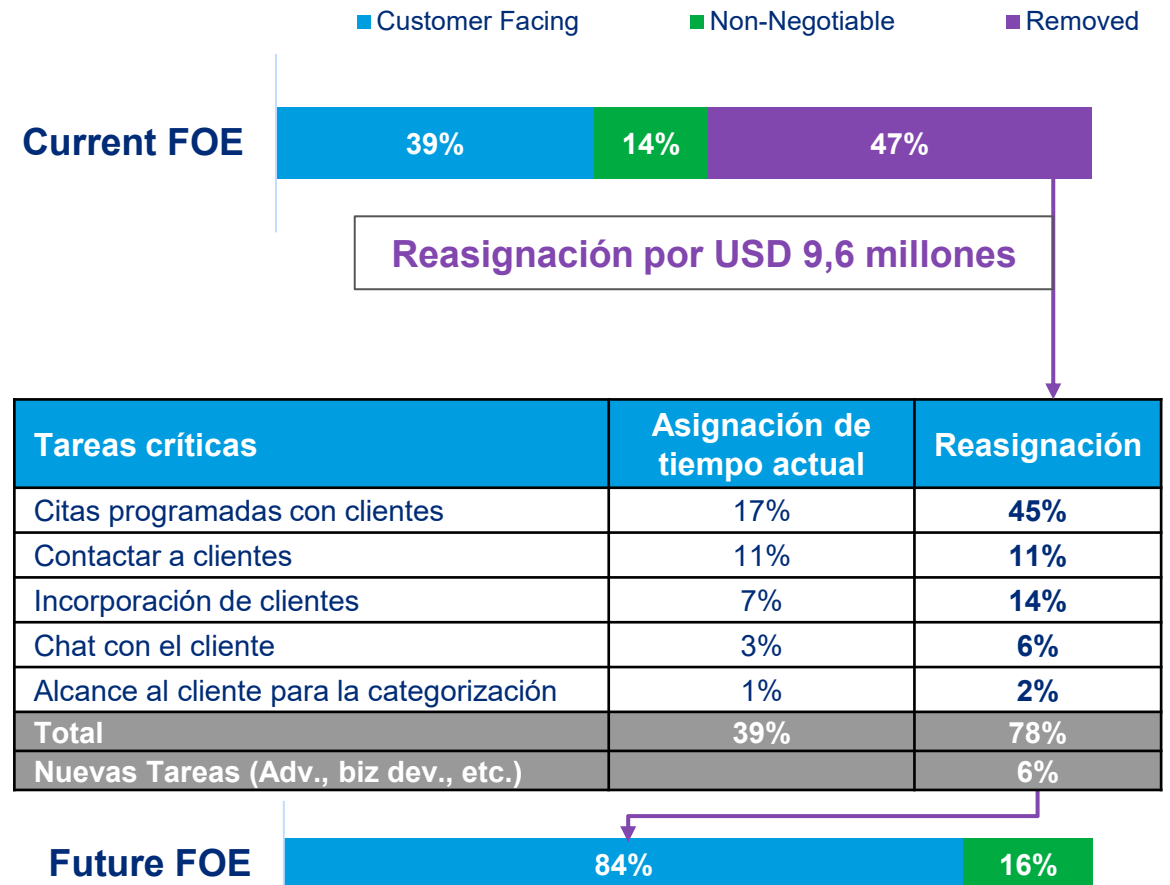 Customer Facing Non-Negotiable Removed
Current FOE 39% 14% 47%
Reasignación por USD 9,6 millones
Tareas críticas Asignación de tiempo actual Reasignación
Citas programadas con clientes 17% 45%
Contactar a clientes 11% 11%
Incorporación de clientes 7% 14%
Chat con el cliente 3% 6%
Alcance al cliente para la categorización 1% 2%
Total 39% 78%
Nuevas Tareas (Adv., biz dev., etc.) 6%
Future FOE 84% 16%